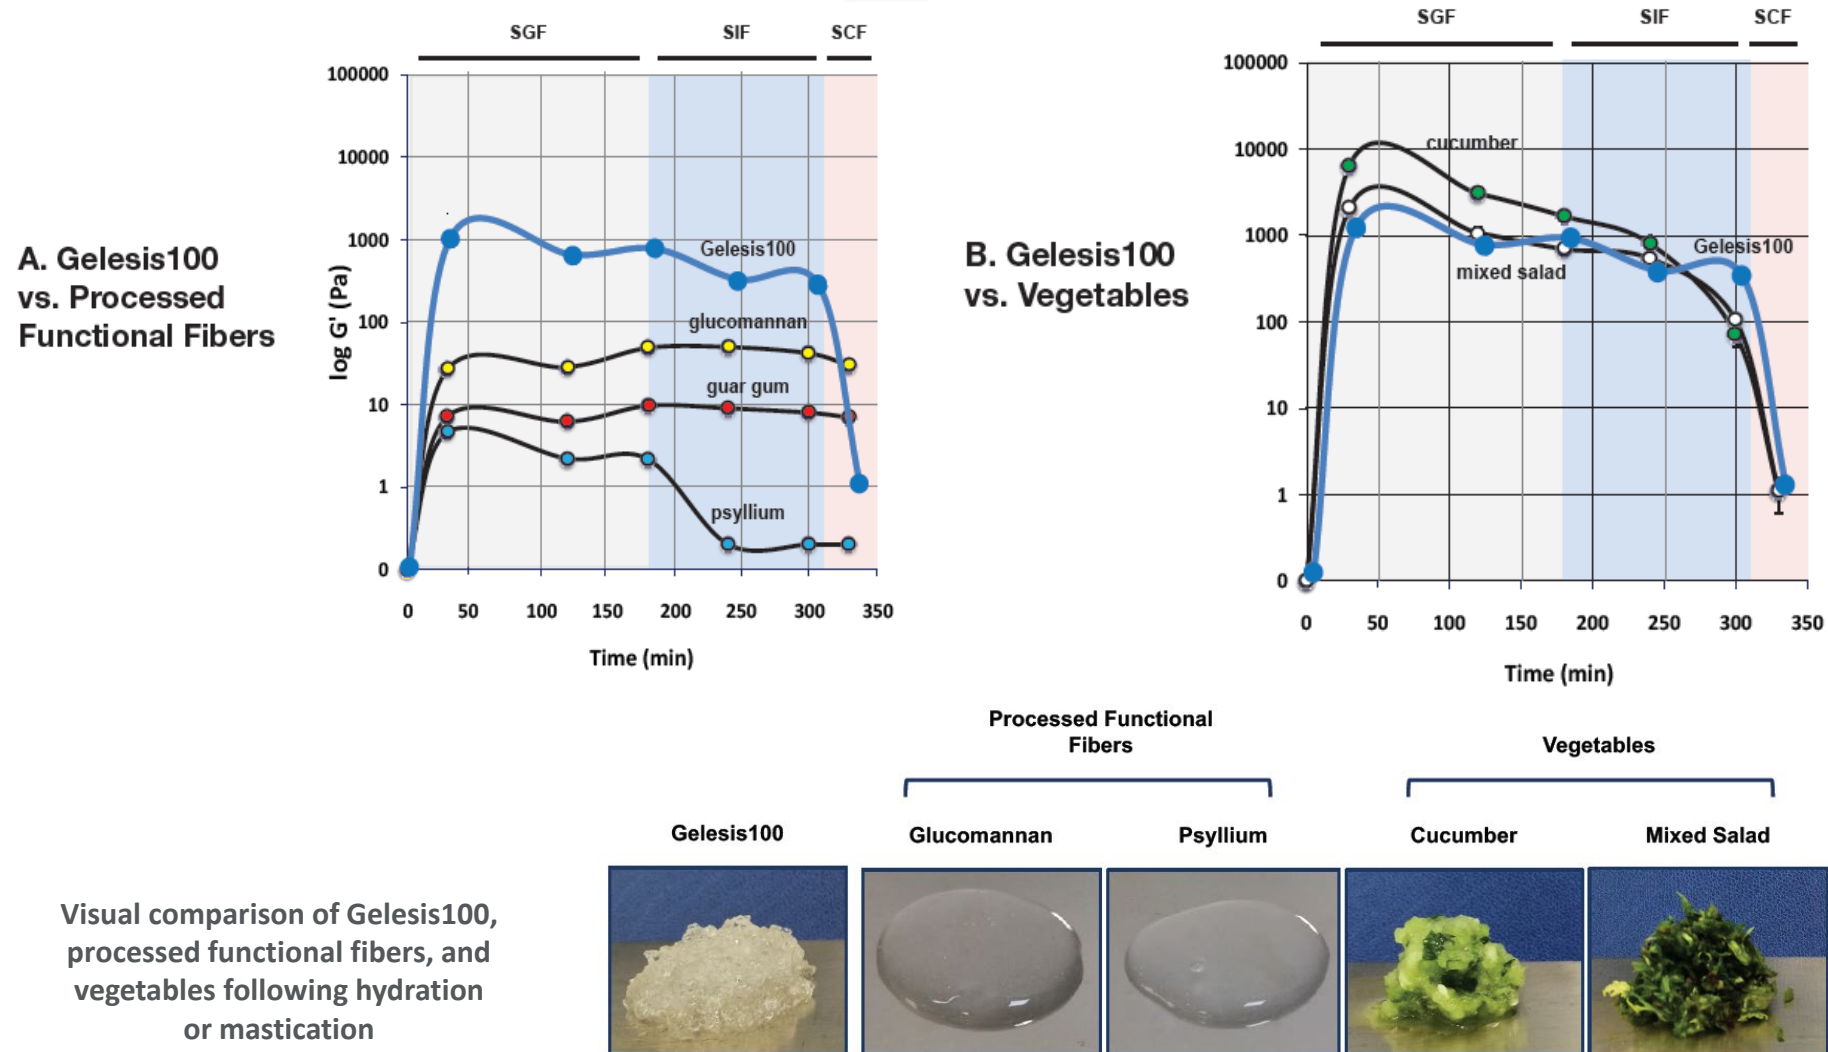 SGF SIF SCF
A. Gelesis100
vs. Processed
Functional Fibers
log G' (Pa)
100000
10000
1000
100
10
1
0
Gelesis100
glucomannan
guar gum
psyllium
0 50 100 150 200 250 300 350
Time (min)
SGF SIF SCF
B. Gelesis100
vs. Vegetables
100000
10000
1000
100
10
1
0
cucumber
Gelesis100
mixed salad
0 50 100 150 200 250 300 350
Time (min)
Processed Functional
Fibers
Vegetables
Gelesis100
Glucomannan
Psyllium
Cucumber
Mixed Salad
Visual comparison of Gelesis100,
processed functional fibers, and
vegetables following hydration
or mastication